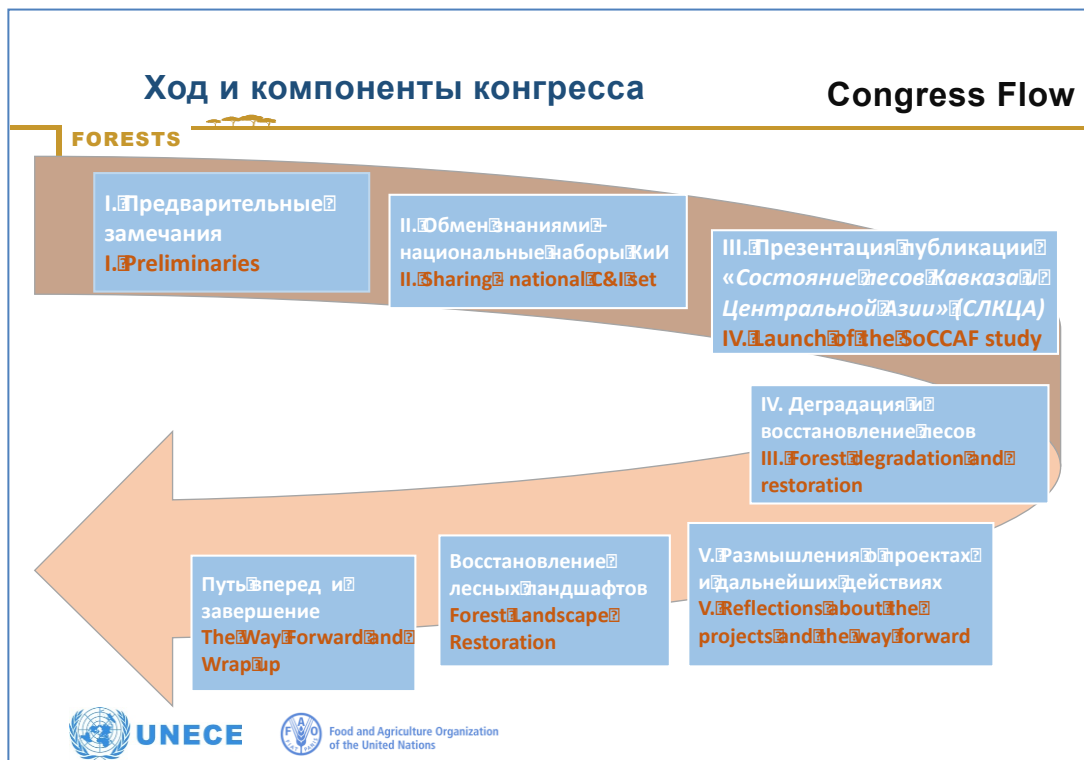 Ход и компоненты конгресса
Congress Flow
FORESTS
I. Предварительные
замечания
I. Preliminaries
II. Обмен знаниями –
национальные наборы КиИ
II. Sharing – national C&I set
III. Презентация публикации
«Состояние лесов Кавказа и
Центральной Азии» (СЛКЦА)
IV. Launch of the SoCCAF study
IV. Деградация и
восстановление лесов
III. Forest degradation and
restoration
V. Размышления о проектах
и дальнейших действиях
V. Reflections about the
projects and the way forward
Восстановление
лесных ландшафтов
Forest Landscape
Restoration
Путь вперед и
завершение
The Way Forward and
Wrap up
UNECE
FAO
FIAT PANIS
Food and Agriculture Organization
of the United Nations